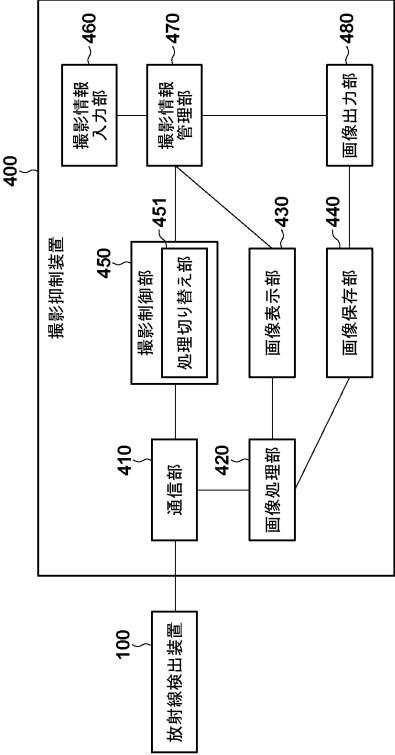 400
撮影抑制装置
460
撮影情報
入力部
100
放射線検出装置
410
通信部
450
撮影制御部
451
処理切り替え部
470
撮影情報
管理部
420
画像処理部
430
画像表示部
440
画像保存部
480
画像出力部